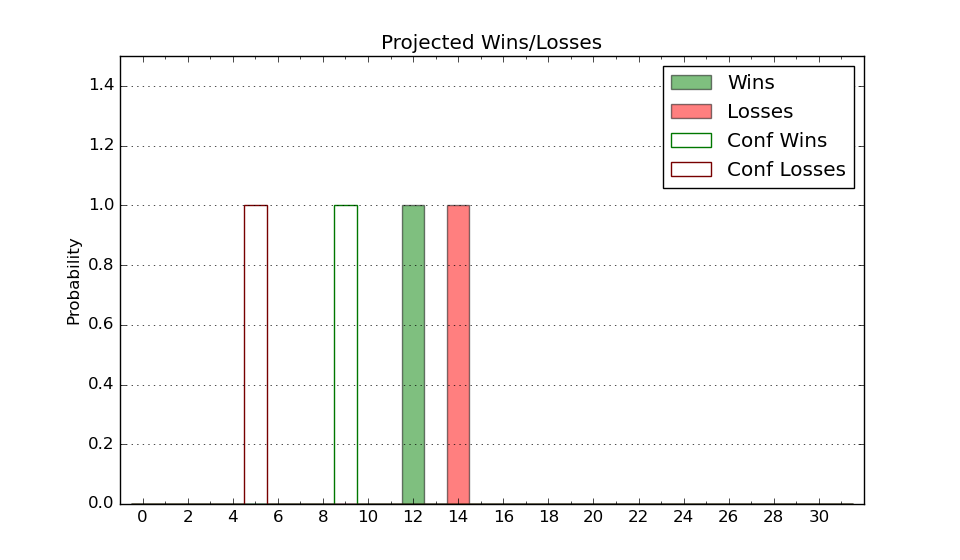 Projected Wins/Losses
Wins
Losses
Conf Wins
Conf Losses
Probability
1.4
1.2
1.0
0.8
0.6
0.4
0.2
0.0
0 2 4 6 8 10 12 14 16 18 20 22 24 26 28 30